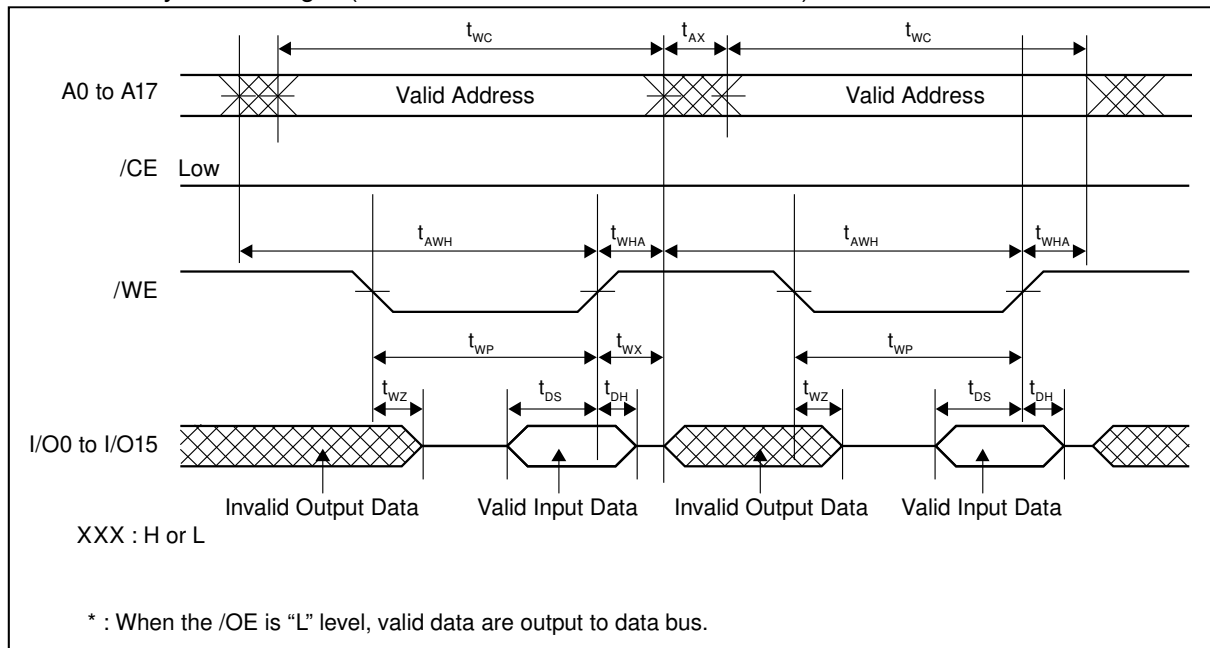 tWC tAX tWC
A0 to A17 Valid Address Valid Address
/CE Low
tAWH tWHA tAWH tWHA
/WE
tWP tWX tWP
tWZ tDS tDH tWZ tDS tDH
I/O0 to I/O15
Invalid Output Data Valid Input Data Invalid Output Data Valid Input Data
XXX : H or L
* : When the /OE is “L” level, valid data are output to data bus.